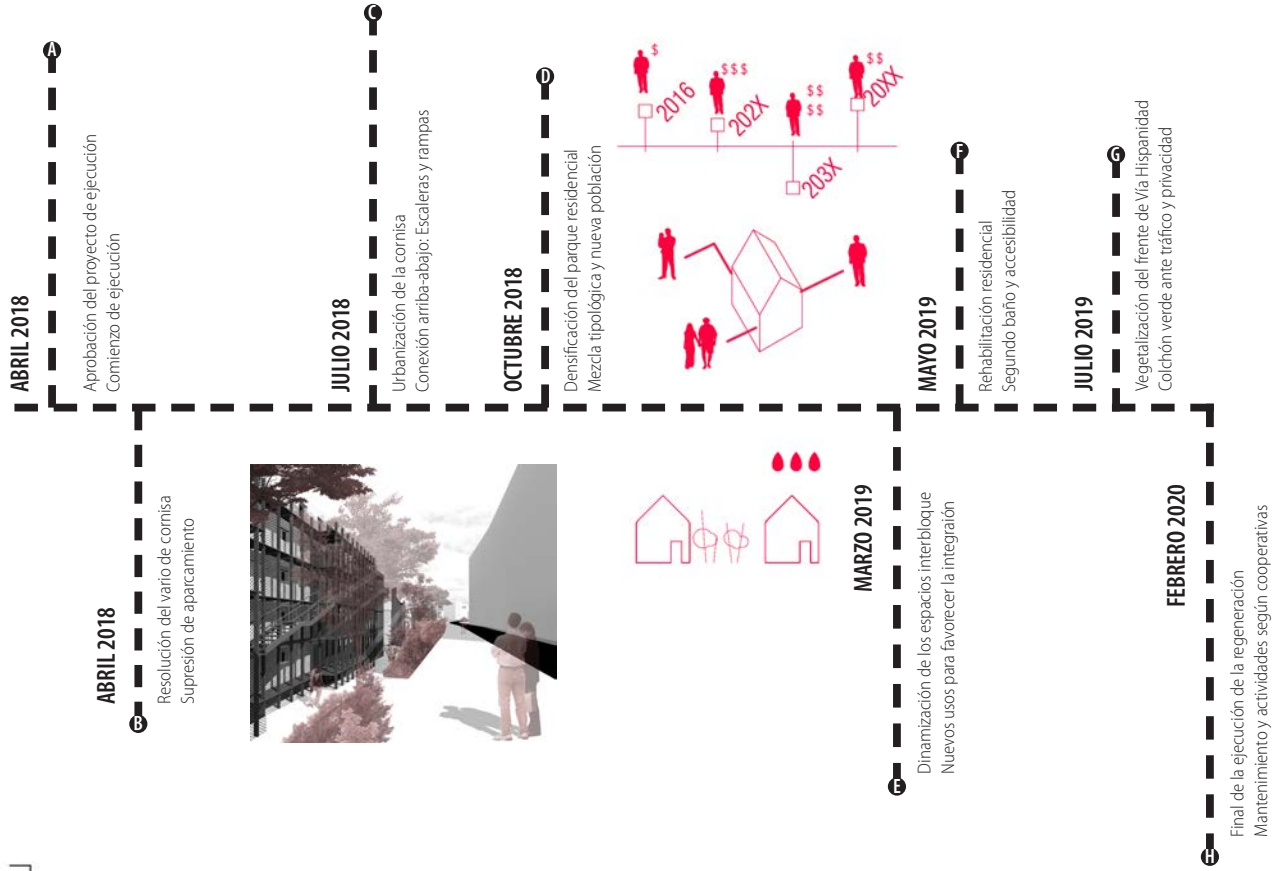 A
ABRIL 2018
Aprobación del proyecto de ejecución
Comienzo de ejecución
ABRIL 2018
B
Resolución del vario de cornisa
Supresión de aparcamiento
C
JULIO 2018
Urbanización de la cornisa
Conexión arriba-abajo: Escaleras y rampas
D
OCTUBRE 2018
Densificación del parque residencial
Mezcla tipológica y nueva población
$
2016
$$$
202X
$$
$$
203X
$$
20XX
MARZO 2019
E
Dinamización de los espacios interbloque
Nuevos usos para favorecer la integraión
F
MAYO 2019
Rehabilitación residencial
Segundo baño y accesibilidad
G
JULIO 2019
Vegetalización del frente de Vía Hispanidad
Colchón verde ante tráfico y privacidad
FEBRERO 2020
H
Final de la ejecución de la regeneración
Mantenimiento y actividades según cooperativas